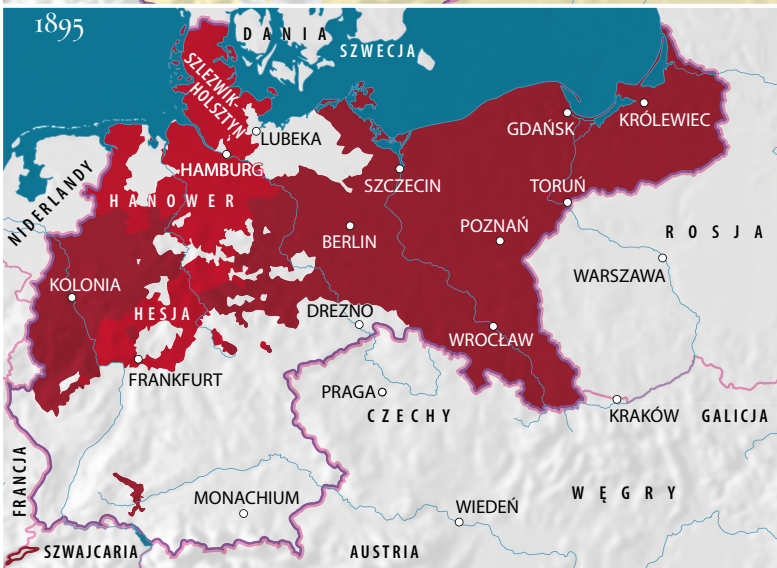 1895
DANIA
SZWECJA
SZLEZWIK-
HOLSZTYN
LUBEKA
HAMBURG
GDAŃSK
KRÓLEWIEC
SZCZECIN
NIDERLANDY
HANOWER
TORUŃ
BERLIN
POZNAŃ
ROSJA
WARSZAWA
KOLONIA
HESJA
DREZNO
WROCŁAW
FRANKFURT
PRAGA
CZECHY
KRAKÓW
GALICJA
FRANCJA
MONACHIUM
WIEDEŃ
WĘGRY
SZWAJCARIA
AUSTRIA